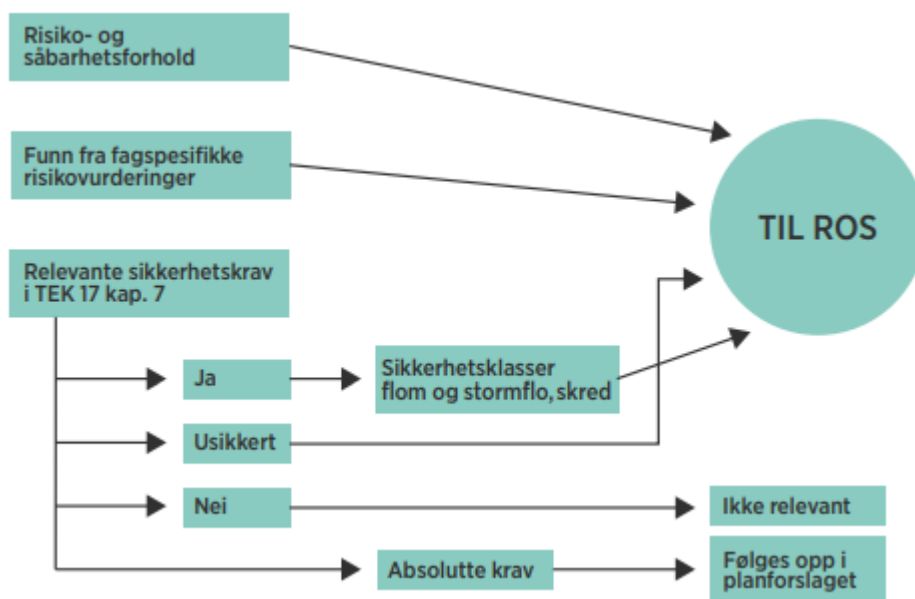 Risiko- og
såbarhetsforhold
Funn fra fagspesifikke
risikovurderinger
TIL ROS
Relevante sikkerhetskrav
i TEK 17 kap. 7
Ja
Sikkerhetsklasser
flom og stormflo, skred
Usikkert
Nei
Ikke relevant
Absolutte krav
Følges opp i
planforslaget